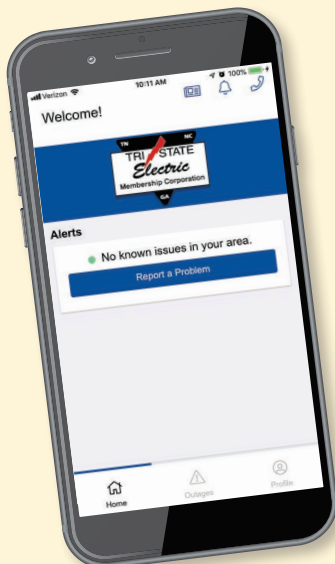 Verizon
10:11 AM
100%
Welcome!
TN
NC
TRI STATE
Electric
Membership Corporation
GA
Alerts
No known issues in your area.
Report a Problem
Home
Outages
Profile